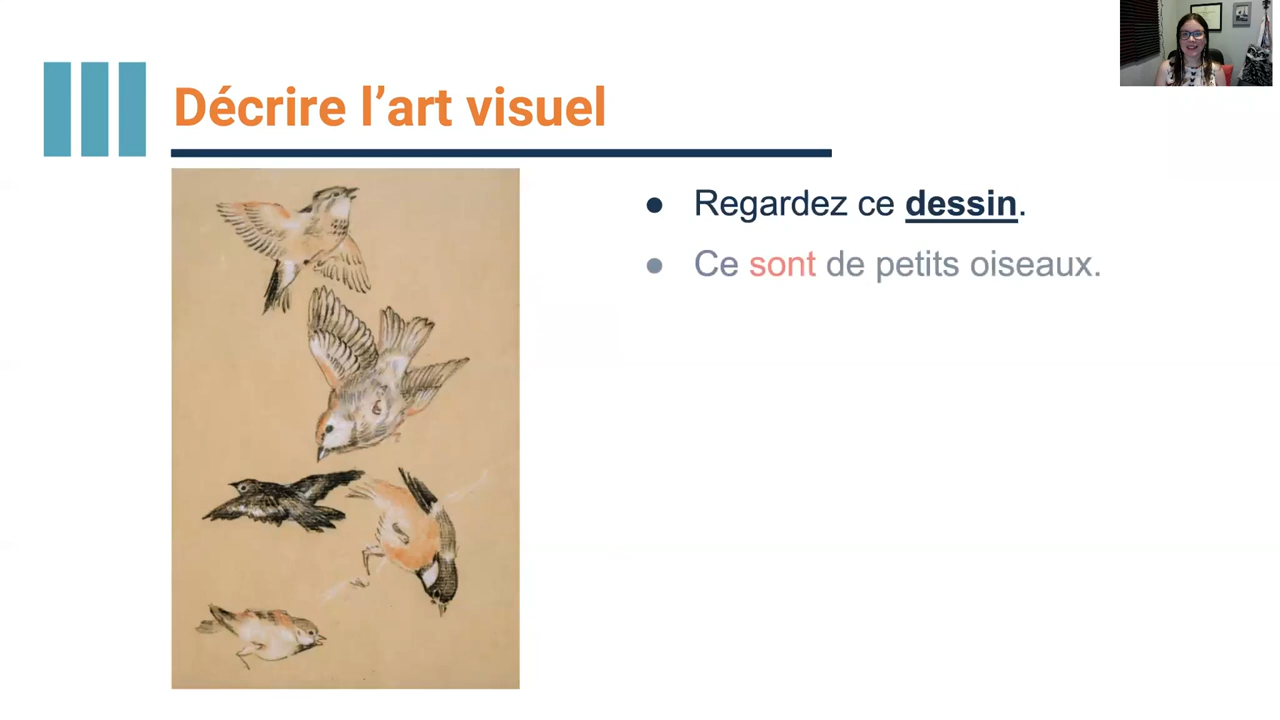 Décrire l’art visuel
● Regardez ce dessin.
● Ce sont de petits oiseaux.